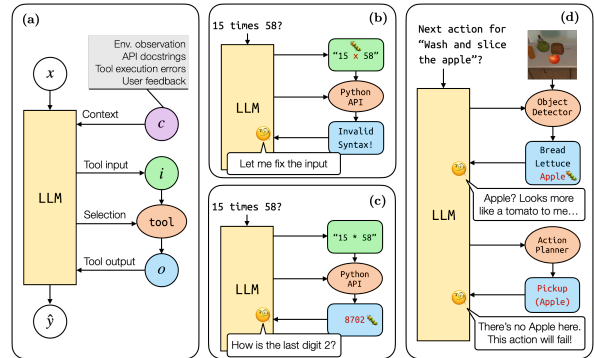 (a)
Env. observation
API docstrings
Tool execution errors
User feedback
x
Context
c
Tool input
i
LLM
Selection
tool
Tool output
o
ŷ
(b)
15 times 58?
"15 x 58"
LLM
Python
API
Invalid
Syntax!
Let me fix the input
(c)
15 times 58?
"15 * 58"
LLM
Python
API
8702
How is the last digit 2?
(d)
Next action for
"Wash and slice
the apple"?
Object
Detector
Bread
Lettuce
Apple
Apple? Looks more
like a tomato to me…
LLM
Action
Planner
Pickup
(Apple)
There's no Apple here.
This action will fail!